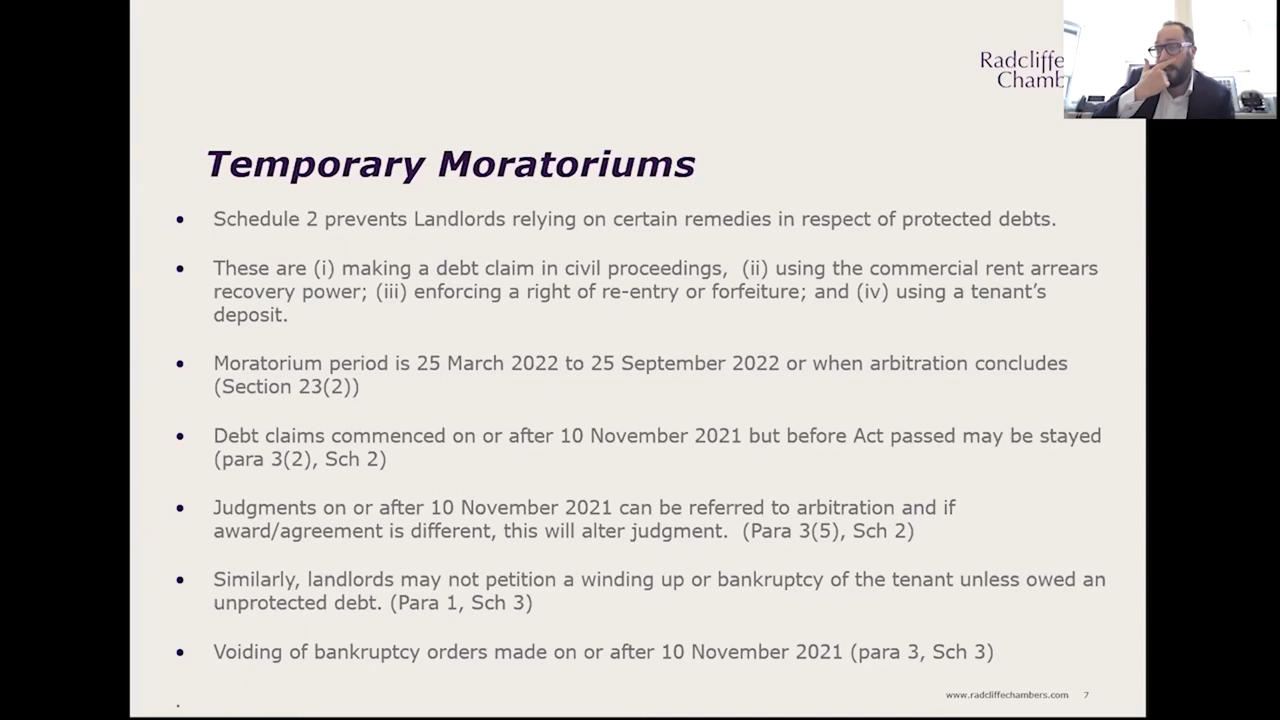 Radcliffe
Chamb
Temporary Moratoriums
• Schedule 2 prevents Landlords relying on certain remedies in respect of protected debts.
• These are (i) making a debt claim in civil proceedings, (ii) using the commercial rent arrears
recovery power; (iii) enforcing a right of re-entry or forfeiture; and (iv) using a tenant’s
deposit.
• Moratorium period is 25 March 2022 to 25 September 2022 or when arbitration concludes
(Section 23(2))
• Debt claims commenced on or after 10 November 2021 but before Act passed may be stayed
(para 3(2), Sch 2)
• Judgments on or after 10 November 2021 can be referred to arbitration and if
award/agreement is different, this will alter judgment. (Para 3(5), Sch 2)
• Similarly, landlords may not petition a winding up or bankruptcy of the tenant unless owed an
unprotected debt. (Para 1, Sch 3)
• Voiding of bankruptcy orders made on or after 10 November 2021 (para 3, Sch 3)
www.radcliffechambers.com 7
.